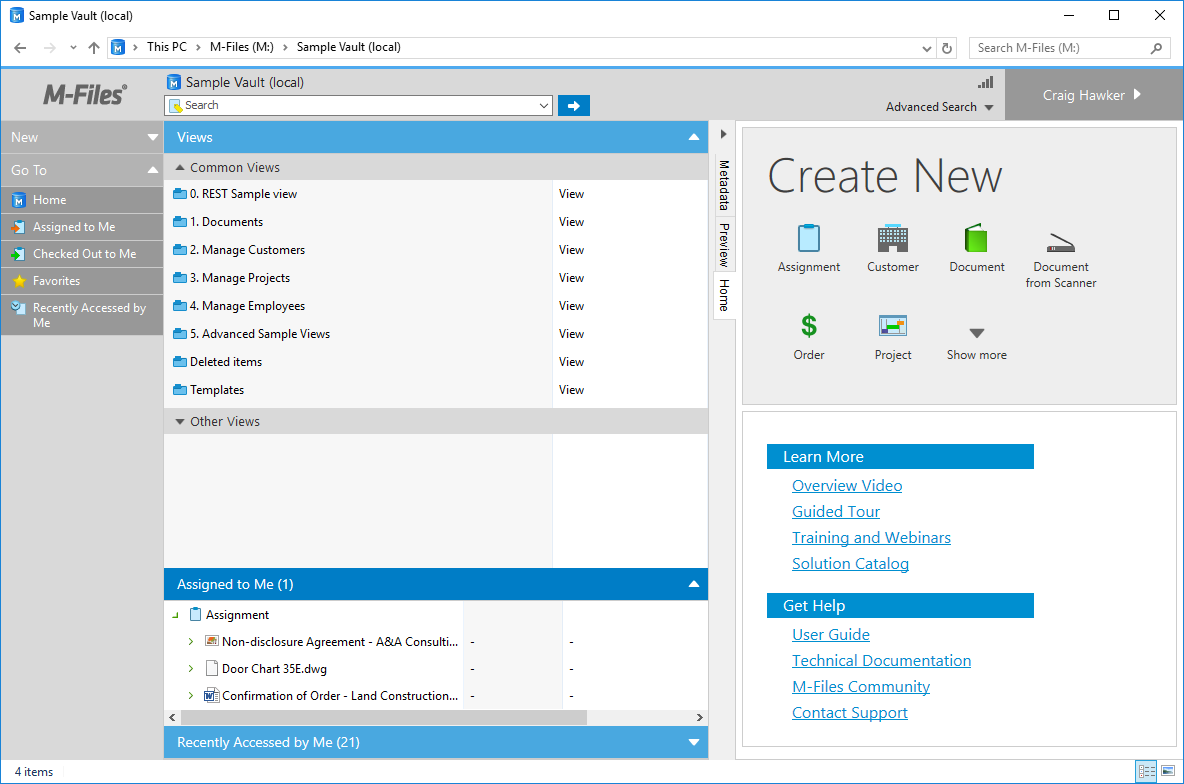 Sample Vault (local)
This PC > M-Files (M:) > Sample Vault (local)
Search M-Files (M:)
M-Files®
Sample Vault (local)
Search
Advanced Search
Craig Hawker
New
Go To
Home
Assigned to Me
Checked Out to Me
Favorites
Recently Accessed by
Me
Views
Common Views
0. REST Sample view View
1. Documents View
2. Manage Customers View
3. Manage Projects View
4. Manage Employees View
5. Advanced Sample Views View
Deleted items View
Templates View
Other Views
Assigned to Me (1)
Assignment
Non-disclosure Agreement - A&A Consulti... - -
Door Chart 35E.dwg - -
Confirmation of Order - Land Construction... - -
Recently Accessed by Me (21)
Metadata
Preview
Home
Create New
Assignment
Customer
Document
Document
from Scanner
Order
Project
Show more
Learn More
Overview Video
Guided Tour
Training and Webinars
Solution Catalog
Get Help
User Guide
Technical Documentation
M-Files Community
Contact Support
4 items